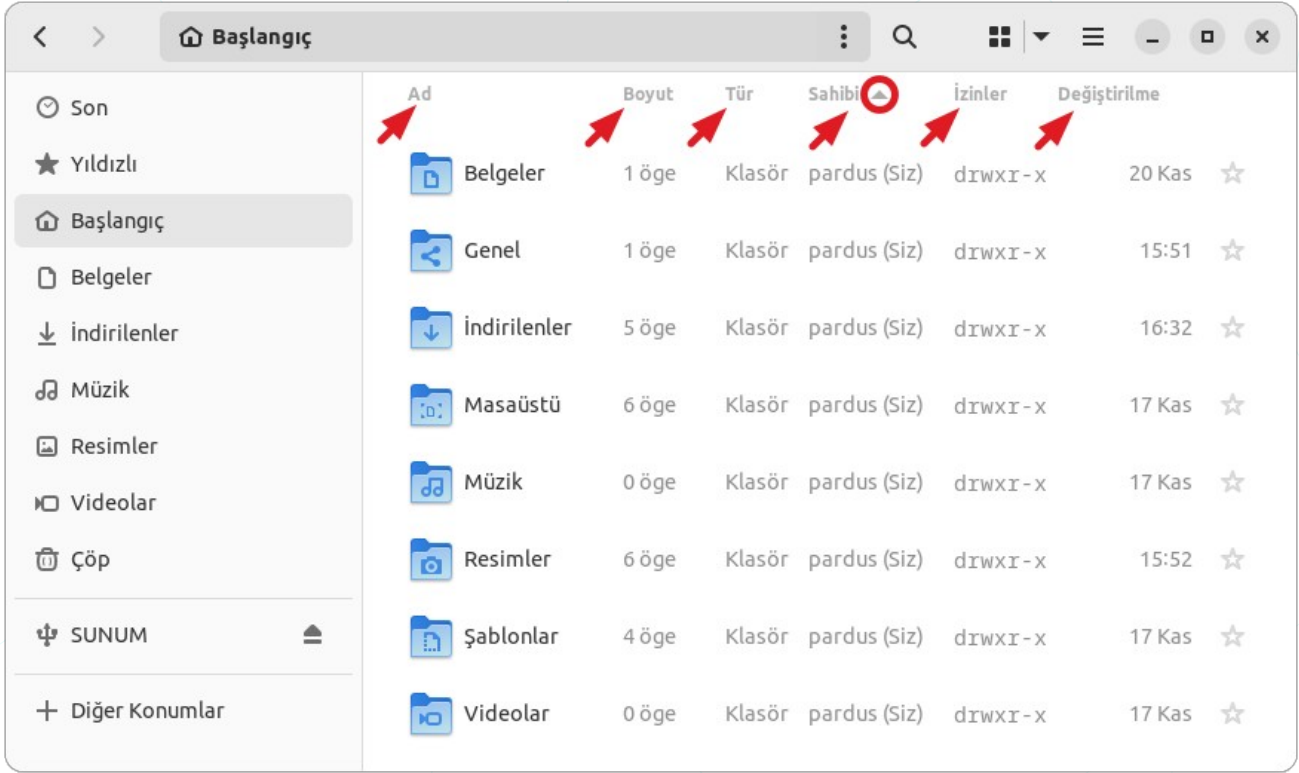 Başlangıç
Son
Yıldızlı
Başlangıç
Belgeler
İndirilenler
Müzik
Resimler
Videolar
Çöp
SUNUM
Diğer Konumlar
Ad Boyut Tür Sahibi İzinler Değiştirilme
Belgeler 1 öge Klasör pardus (Siz) drwxr-x 20 Kas
Genel 1 öge Klasör pardus (Siz) drwxr-x 15:51
İndirilenler 5 öge Klasör pardus (Siz) drwxr-x 16:32
Masaüstü 6 öge Klasör pardus (Siz) drwxr-x 17 Kas
Müzik 0 öge Klasör pardus (Siz) drwxr-x 17 Kas
Resimler 6 öge Klasör pardus (Siz) drwxr-x 15:52
Şablonlar 4 öge Klasör pardus (Siz) drwxr-x 17 Kas
Videolar 0 öge Klasör pardus (Siz) drwxr-x 17 Kas